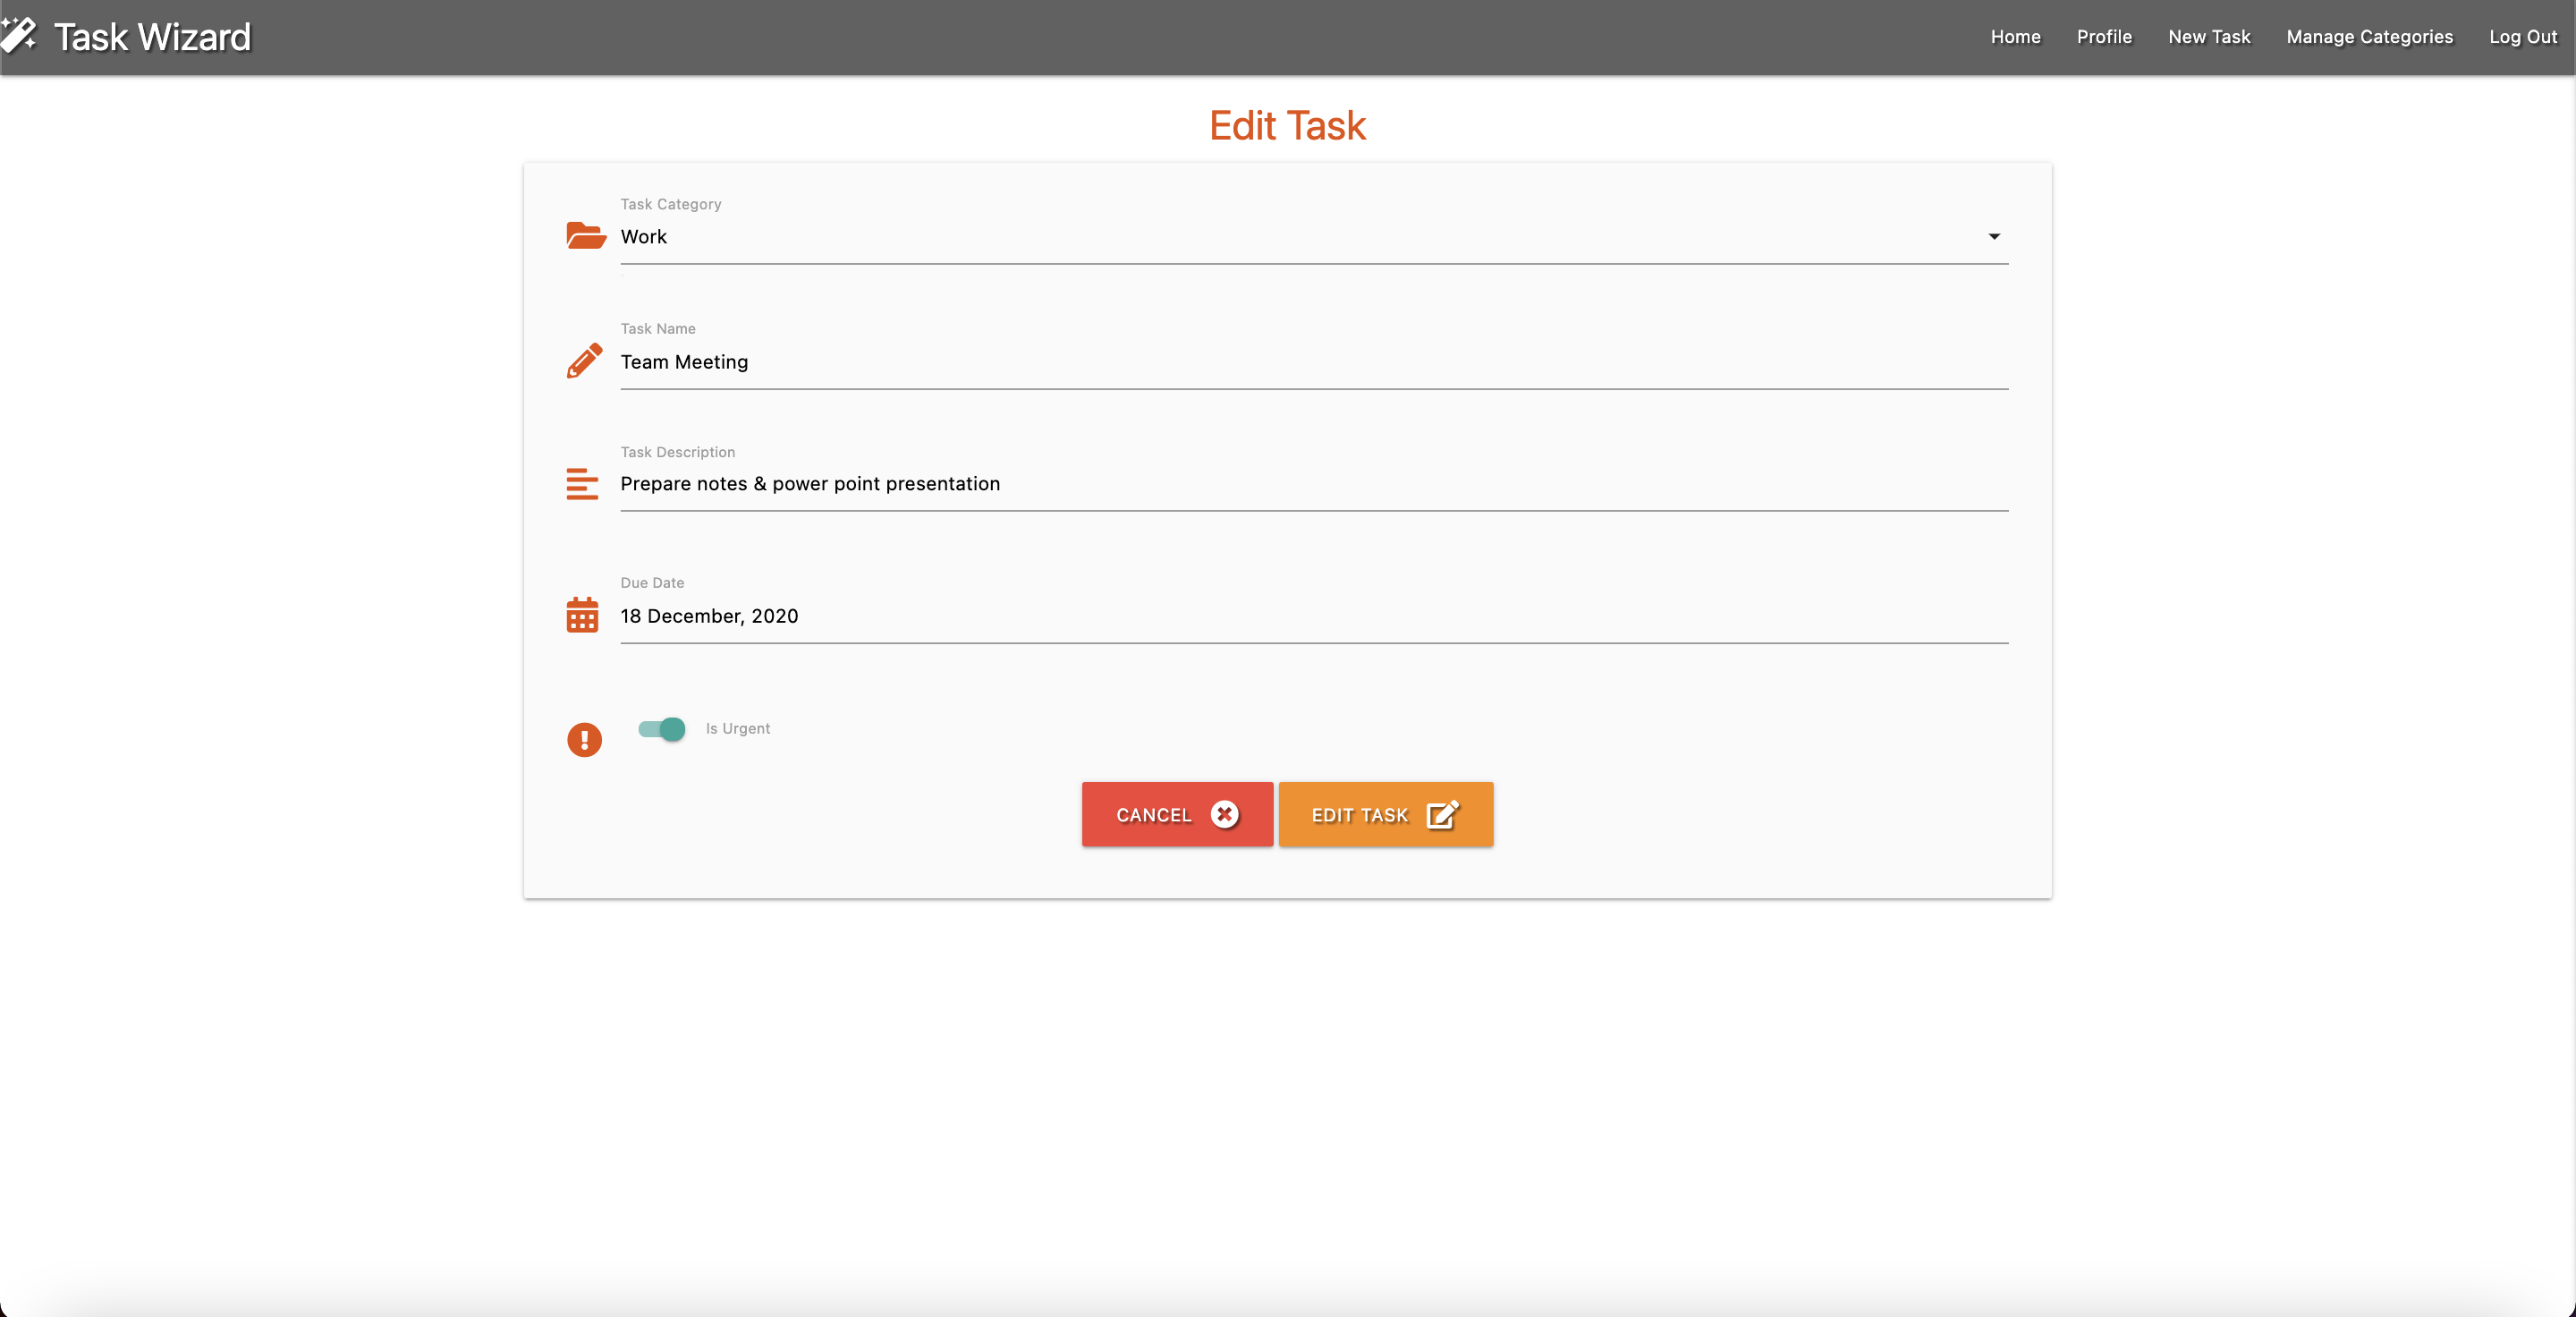 Task Wizard
Home Profile New Task Manage Categories Log Out
Edit Task
Task Category
Work
Task Name
Team Meeting
Task Description
Prepare notes & power point presentation
Due Date
18 December, 2020
Is Urgent
CANCEL EDIT TASK